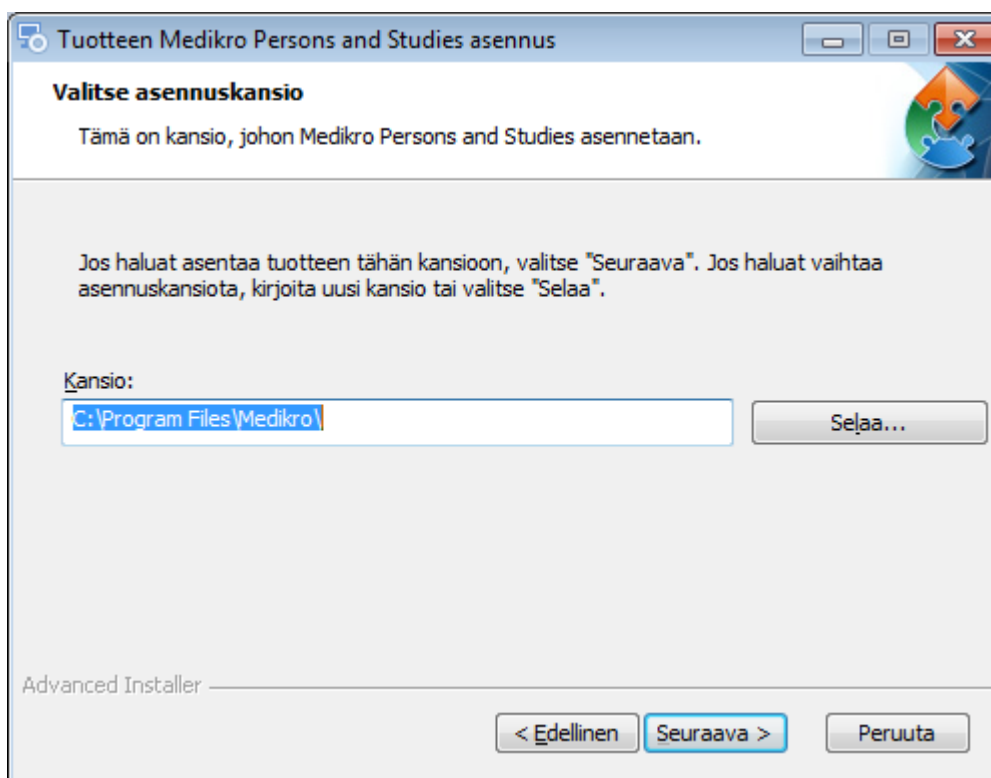 Tuotteen Medikro Persons and Studies asennus
Valitse asennuskansio
Tämä on kansio, johon Medikro Persons and Studies asennetaan.
Jos haluat asentaa tuotteen tähän kansioon, valitse "Seuraava". Jos haluat vaihtaa
asennuskansiota, kirjoita uusi kansio tai valitse "Selaa".
Kansio:
C:\Program Files\Medikro\
Selaa...
Advanced Installer
< Edellinen
Seuraava >
Peruuta